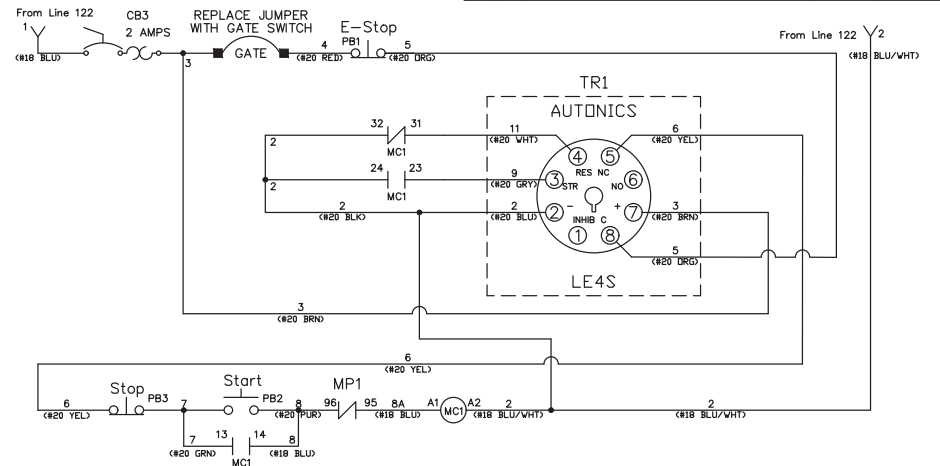 From Line 122
1
(#18 BLU)
CB3
2 AMPS
3
REPLACE JUMPER
WITH GATE SWITCH
GATE
4
(#20 RED)
E-Stop
PB1
5
(#20 ORG)
From Line 122
2
(#18 BLU/WHT)
TR1
AUTONICS
32 31
MC1
2
11
(#20 WHT)
6
(#20 YEL)
24 23
MC1
2
9
(#20 GRY)
2
(#20 BLK)
2
(#20 BLU)
4 5
RES NC
3 STR
NO 6
2 -
+ 7
INHIB C
1 8
3
(#20 BRN)
5
(#20 ORG)
LE4S
3
(#20 BRN)
6
(#20 YEL)
6
(#20 YEL)
Stop
PB3
7
Start
PB2
8
(#20 PUR)
MP1
96 95
8A
(#18 BLU)
A1 MC1 A2
2
(#18 BLU/WHT)
2
(#18 BLU/WHT)
7
(#20 GRN)
13 14
MC1
8
(#18 BLU)